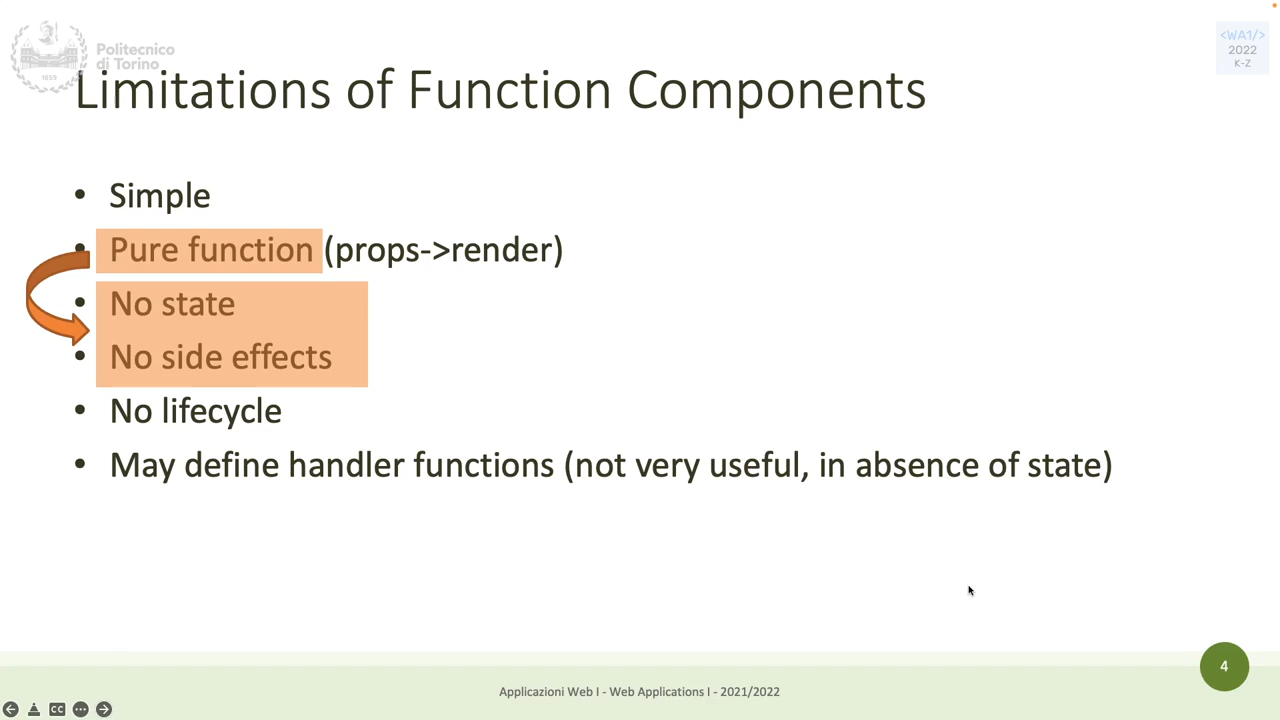 Politecnico
di Torino
1859
<WA1/>
2022
K-Z
Limitations of Function Components
• Simple
• Pure function (props->render)
• No state
• No side effects
• No lifecycle
• May define handler functions (not very useful, in absence of state)
4
Applicazioni Web I - Web Applications I - 2021/2022
CC